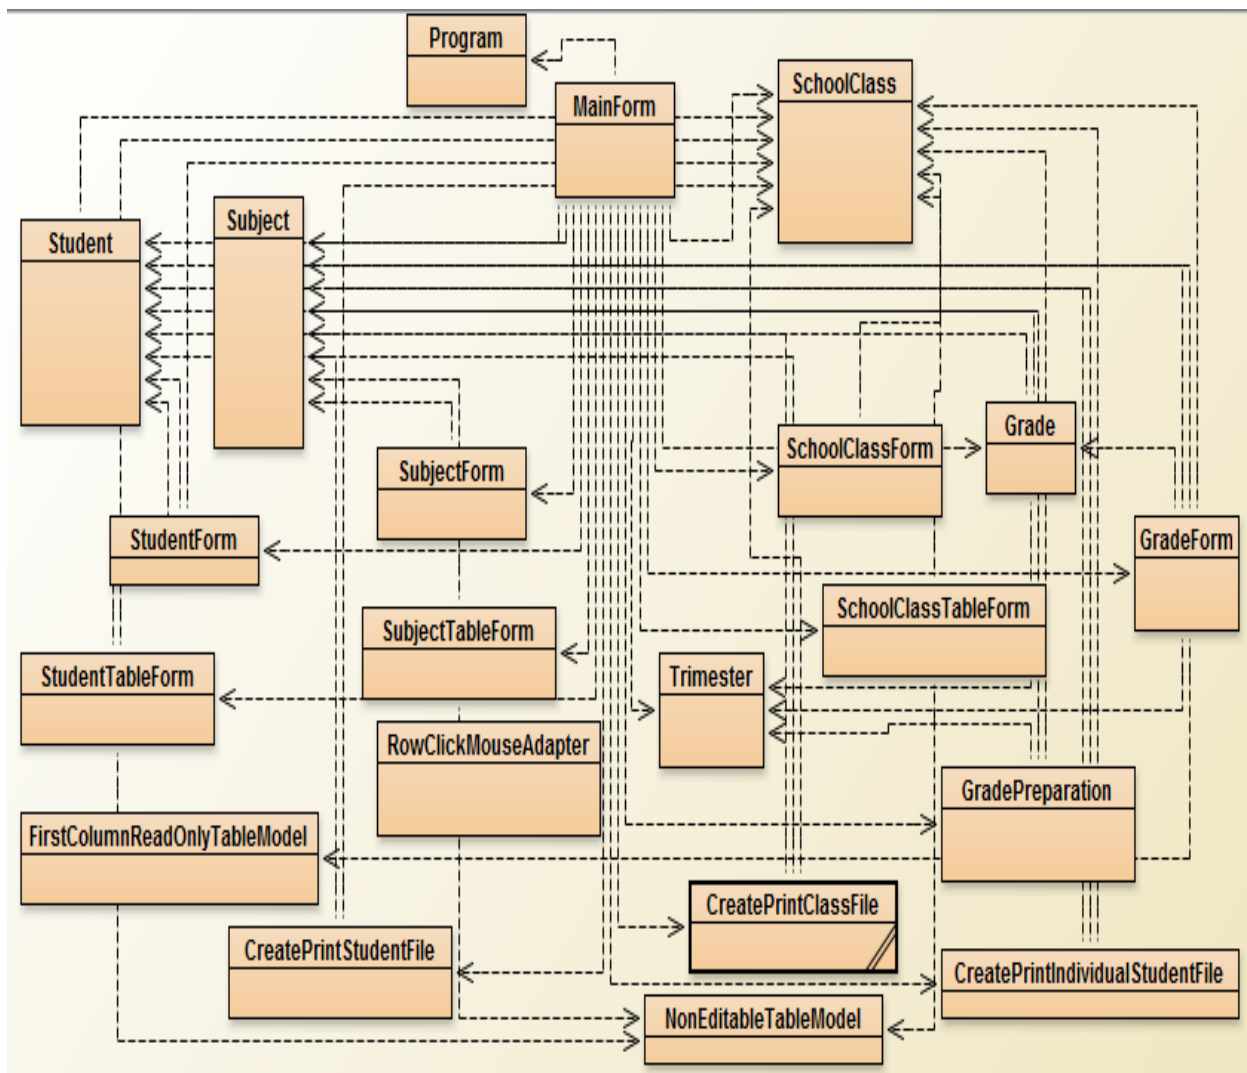 Program
SchoolClass
MainForm
Subject
Student
Grade
SchoolClassForm
SubjectForm
StudentForm
GradeForm
SchoolClassTableForm
SubjectTableForm
StudentTableForm
Trimester
RowClickMouseAdapter
GradePreparation
FirstColumnReadOnlyTableModel
CreatePrintClassFile
CreatePrintStudentFile
CreatePrintIndividualStudentFile
NonEditableTableModel